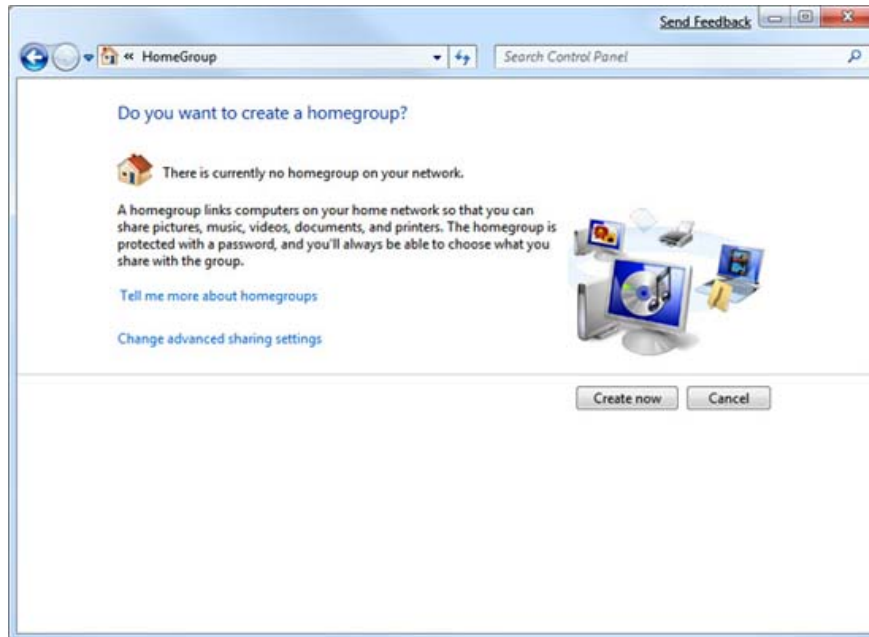 Send Feedback
« HomeGroup
Search Control Panel
Do you want to create a homegroup?
There is currently no homegroup on your network.
A homegroup links computers on your home network so that you can
share pictures, music, videos, documents, and printers. The homegroup is
protected with a password, and you'll always be able to choose what you
share with the group.
Tell me more about homegroups
Change advanced sharing settings
Create now Cancel